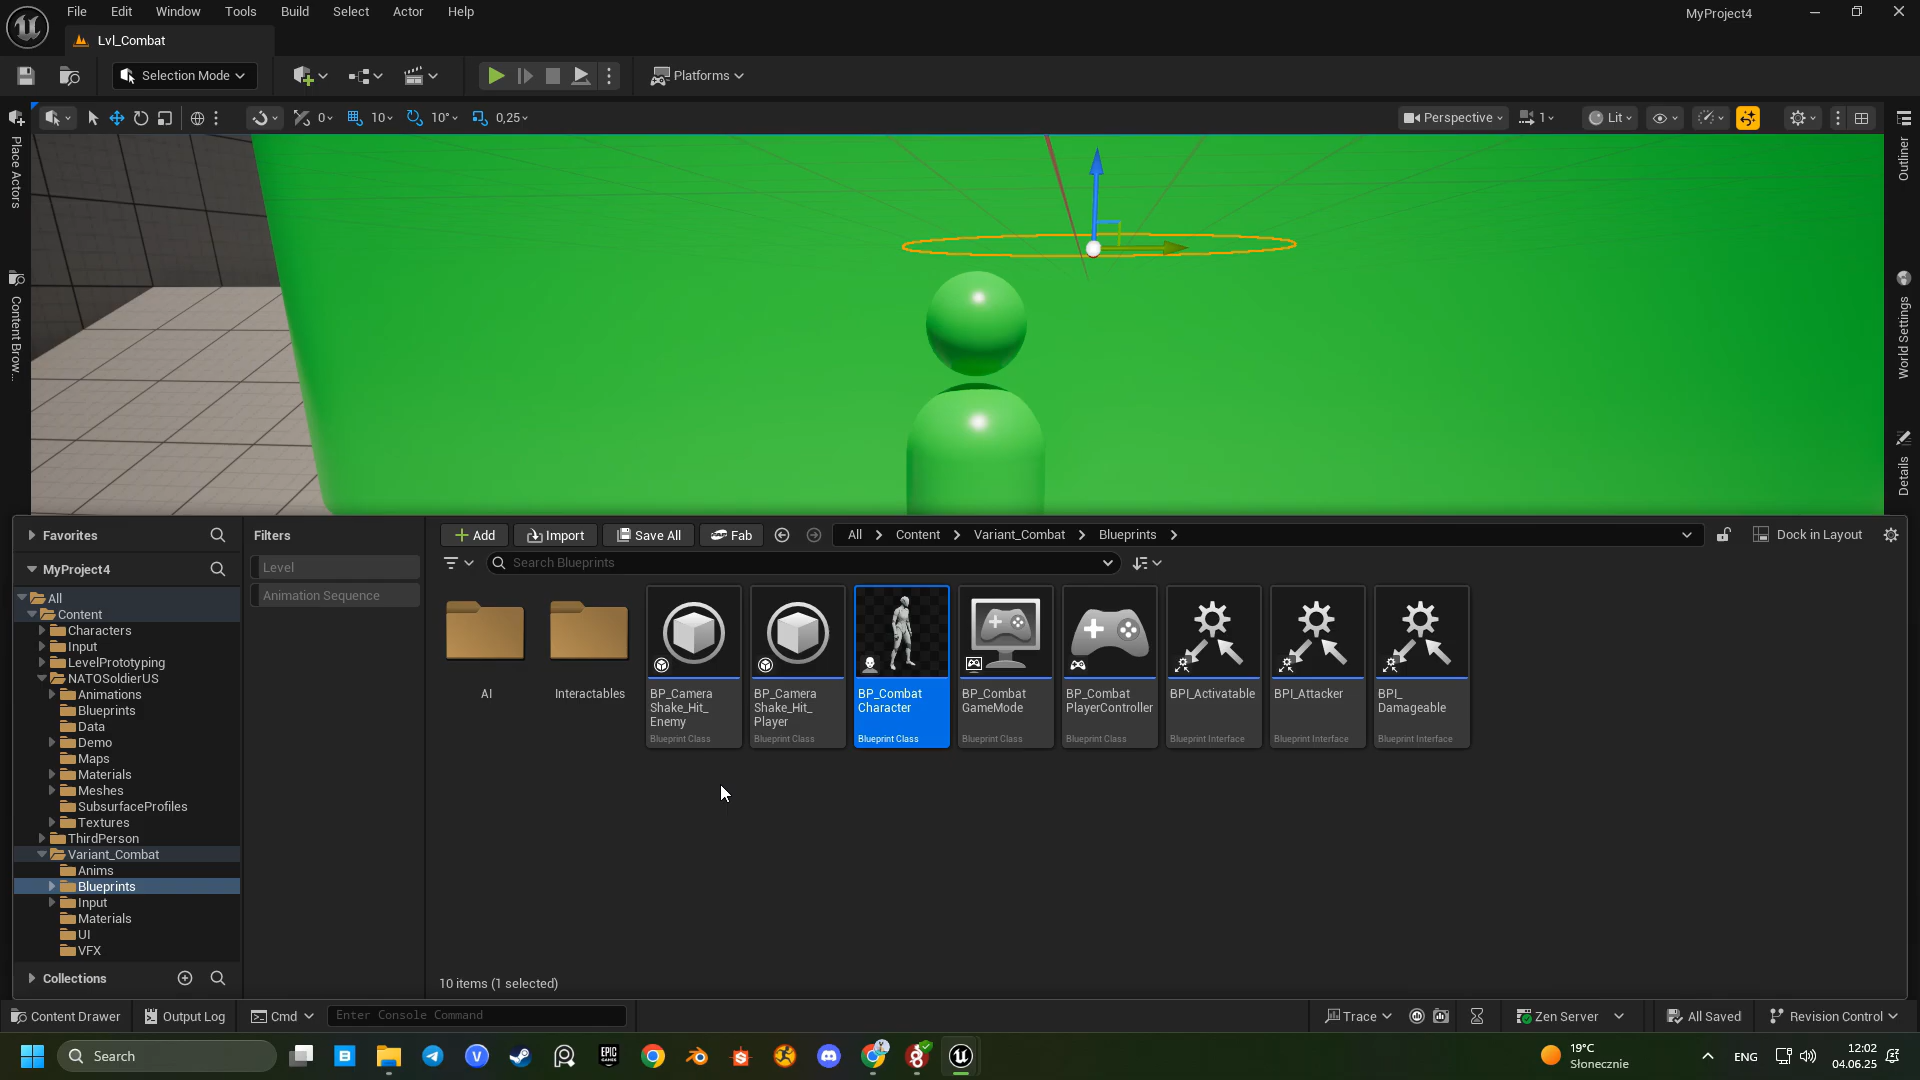 File Edit Window Tools Build Select Actor Help
MyProject4
Lvl_Combat
Selection Mode
Platforms
0
10
10°
0,25
Perspective
1
Lit
Place Actors
Content Brow...
Outliner
World Settings
Details
Favorites
MyProject4
All
Content
Characters
Input
LevelPrototyping
NATOSoldierUS
Animations
Blueprints
Data
Demo
Maps
Materials
Meshes
SubsurfaceProfiles
Textures
ThirdPerson
Variant_Combat
Anims
Blueprints
Input
Materials
UI
VFX
Collections
Filters
Level
Animation Sequence
Add
Import
Save All
Fab
All
Content
Variant_Combat
Blueprints
Dock in Layout
Search Blueprints
AI
Interactables
BP_Camera
Shake_Hit_
Enemy
Blueprint Class
BP_Camera
Shake_Hit_
Player
Blueprint Class
BP_Combat
Character
Blueprint Class
BP_Combat
GameMode
Blueprint Class
BP_Combat
PlayerController
Blueprint Class
BPI_Activatable
Blueprint Interface
BPI_Attacker
Blueprint Interface
BPI_
Damageable
Blueprint Interface
10 items (1 selected)
Content Drawer
Output Log
Cmd
Enter Console Command
Trace
Zen Server
All Saved
Revision Control
Search
EPIC
GAMES
19°C
Słonecznie
ENG
12:02
04.06.25